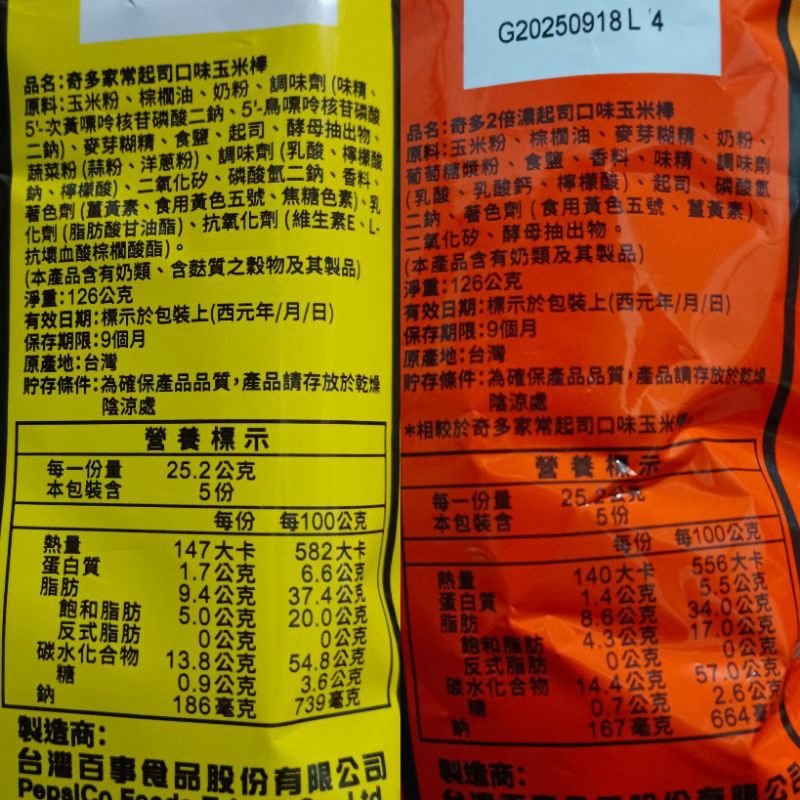 品名:奇多家常起司口味玉米棒
原料:玉米粉、棕櫚油、奶粉、調味劑(味精、
5'-次黃嘌呤核苷磷酸二鈉、5'-鳥嘌呤核苷磷酸
二鈉)、麥芽糊精、食鹽、起司、酵母抽出物、
蔬菜粉(蒜粉、洋蔥粉)、調味劑(乳酸、檸檬酸
鈉、檸檬酸)、二氧化矽、磷酸氫二鈉、香料、
著色劑(薑黃素、食用黃色五號、焦糖色素)、乳
化劑(脂肪酸甘油酯)、抗氧化劑(維生素E、L-
抗壞血酸棕櫚酸酯)。
(本產品含有奶類、含麩質之穀物及其製品)
淨重:126公克
有效日期:標示於包裝上(西元年/月/日)
保存期限:9個月
原產地:台灣
貯存條件:為確保產品品質,產品請存放於乾燥
陰涼處
營養標示
每一份量 25.2公克
本包裝含 5份
每份 每100公克
熱量 147大卡 582大卡
蛋白質 1.7公克 6.6公克
脂肪 9.4公克 37.4公克
飽和脂肪 5.0公克 20.0公克
反式脂肪 0公克 0公克
碳水化合物 13.8公克 54.8公克
糖 0.9公克 3.6公克
鈉 186毫克 739毫克
製造商:
台灣百事食品股份有限公司
G20250918L 4
品名:奇多2倍濃起司口味玉米棒
原料:玉米粉、棕櫚油、麥芽糊精、奶粉、
葡萄糖漿粉、食鹽、香料、味精、調味劑
(乳酸、乳酸鈣、檸檬酸)、起司、磷酸氫
二鈉、著色劑(食用黃色五號、薑黃素)、
二氧化矽、酵母抽出物。
(本產品含有奶類及其製品)
淨重:126公克
有效日期:標示於包裝上(西元年/月/日)
保存期限:9個月
原產地:台灣
貯存條件:為確保產品品質,產品請存放於乾燥
陰涼處
*相較於奇多家常起司口味玉米棒
營養標示
每一份量 25.2公克
本包裝含 5份
每份 每100公克
熱量 140大卡 556大卡
蛋白質 1.4公克 5.5公克
脂肪 8.6公克 34.0公克
飽和脂肪 4.3公克 17.0公克
反式脂肪 0公克 0公克
碳水化合物 14.4公克 57.0公克
糖 0.7公克 2.6公克
鈉 167毫克 664毫克
製造商: